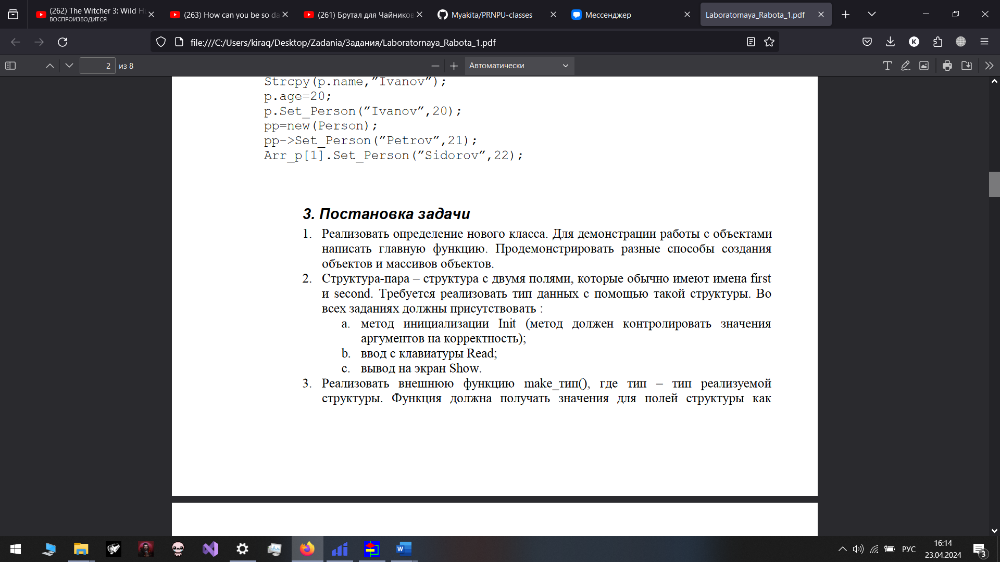 (262) The Witcher 3: Wild Hu
ВОСПРОИЗВОДИТСЯ
(263) How can you be so da
(261) Брутал для Чайников
Myakita/PRNPU-classes
Мессенджер
Laboratornaya_Rabota_1.pdf
file:///C:/Users/kiraq/Desktop/Zadania/Задания/Laboratornaya_Rabota_1.pdf
K
2 из 8
Автоматически
Strcpy(p.name,”Ivanov”);
p.age=20;
p.Set_Person(”Ivanov”,20);
pp=new(Person);
pp->Set_Person(”Petrov”,21);
Arr_p[1].Set_Person(”Sidorov”,22);
3. Постановка задачи
1. Реализовать определение нового класса. Для демонстрации работы с объектами
написать главную функцию. Продемонстрировать разные способы создания
объектов и массивов объектов.
2. Структура-пара – структура с двумя полями, которые обычно имеют имена first
и second. Требуется реализовать тип данных с помощью такой структуры. Во
всех заданиях должны присутствовать :
a. метод инициализации Init (метод должен контролировать значения
аргументов на корректность);
b. ввод с клавиатуры Read;
c. вывод на экран Show.
3. Реализовать внешнюю функцию make_тип(), где тип – тип реализуемой
структуры. Функция должна получать значения для полей структуры как
РУС
16:14
23.04.2024
3